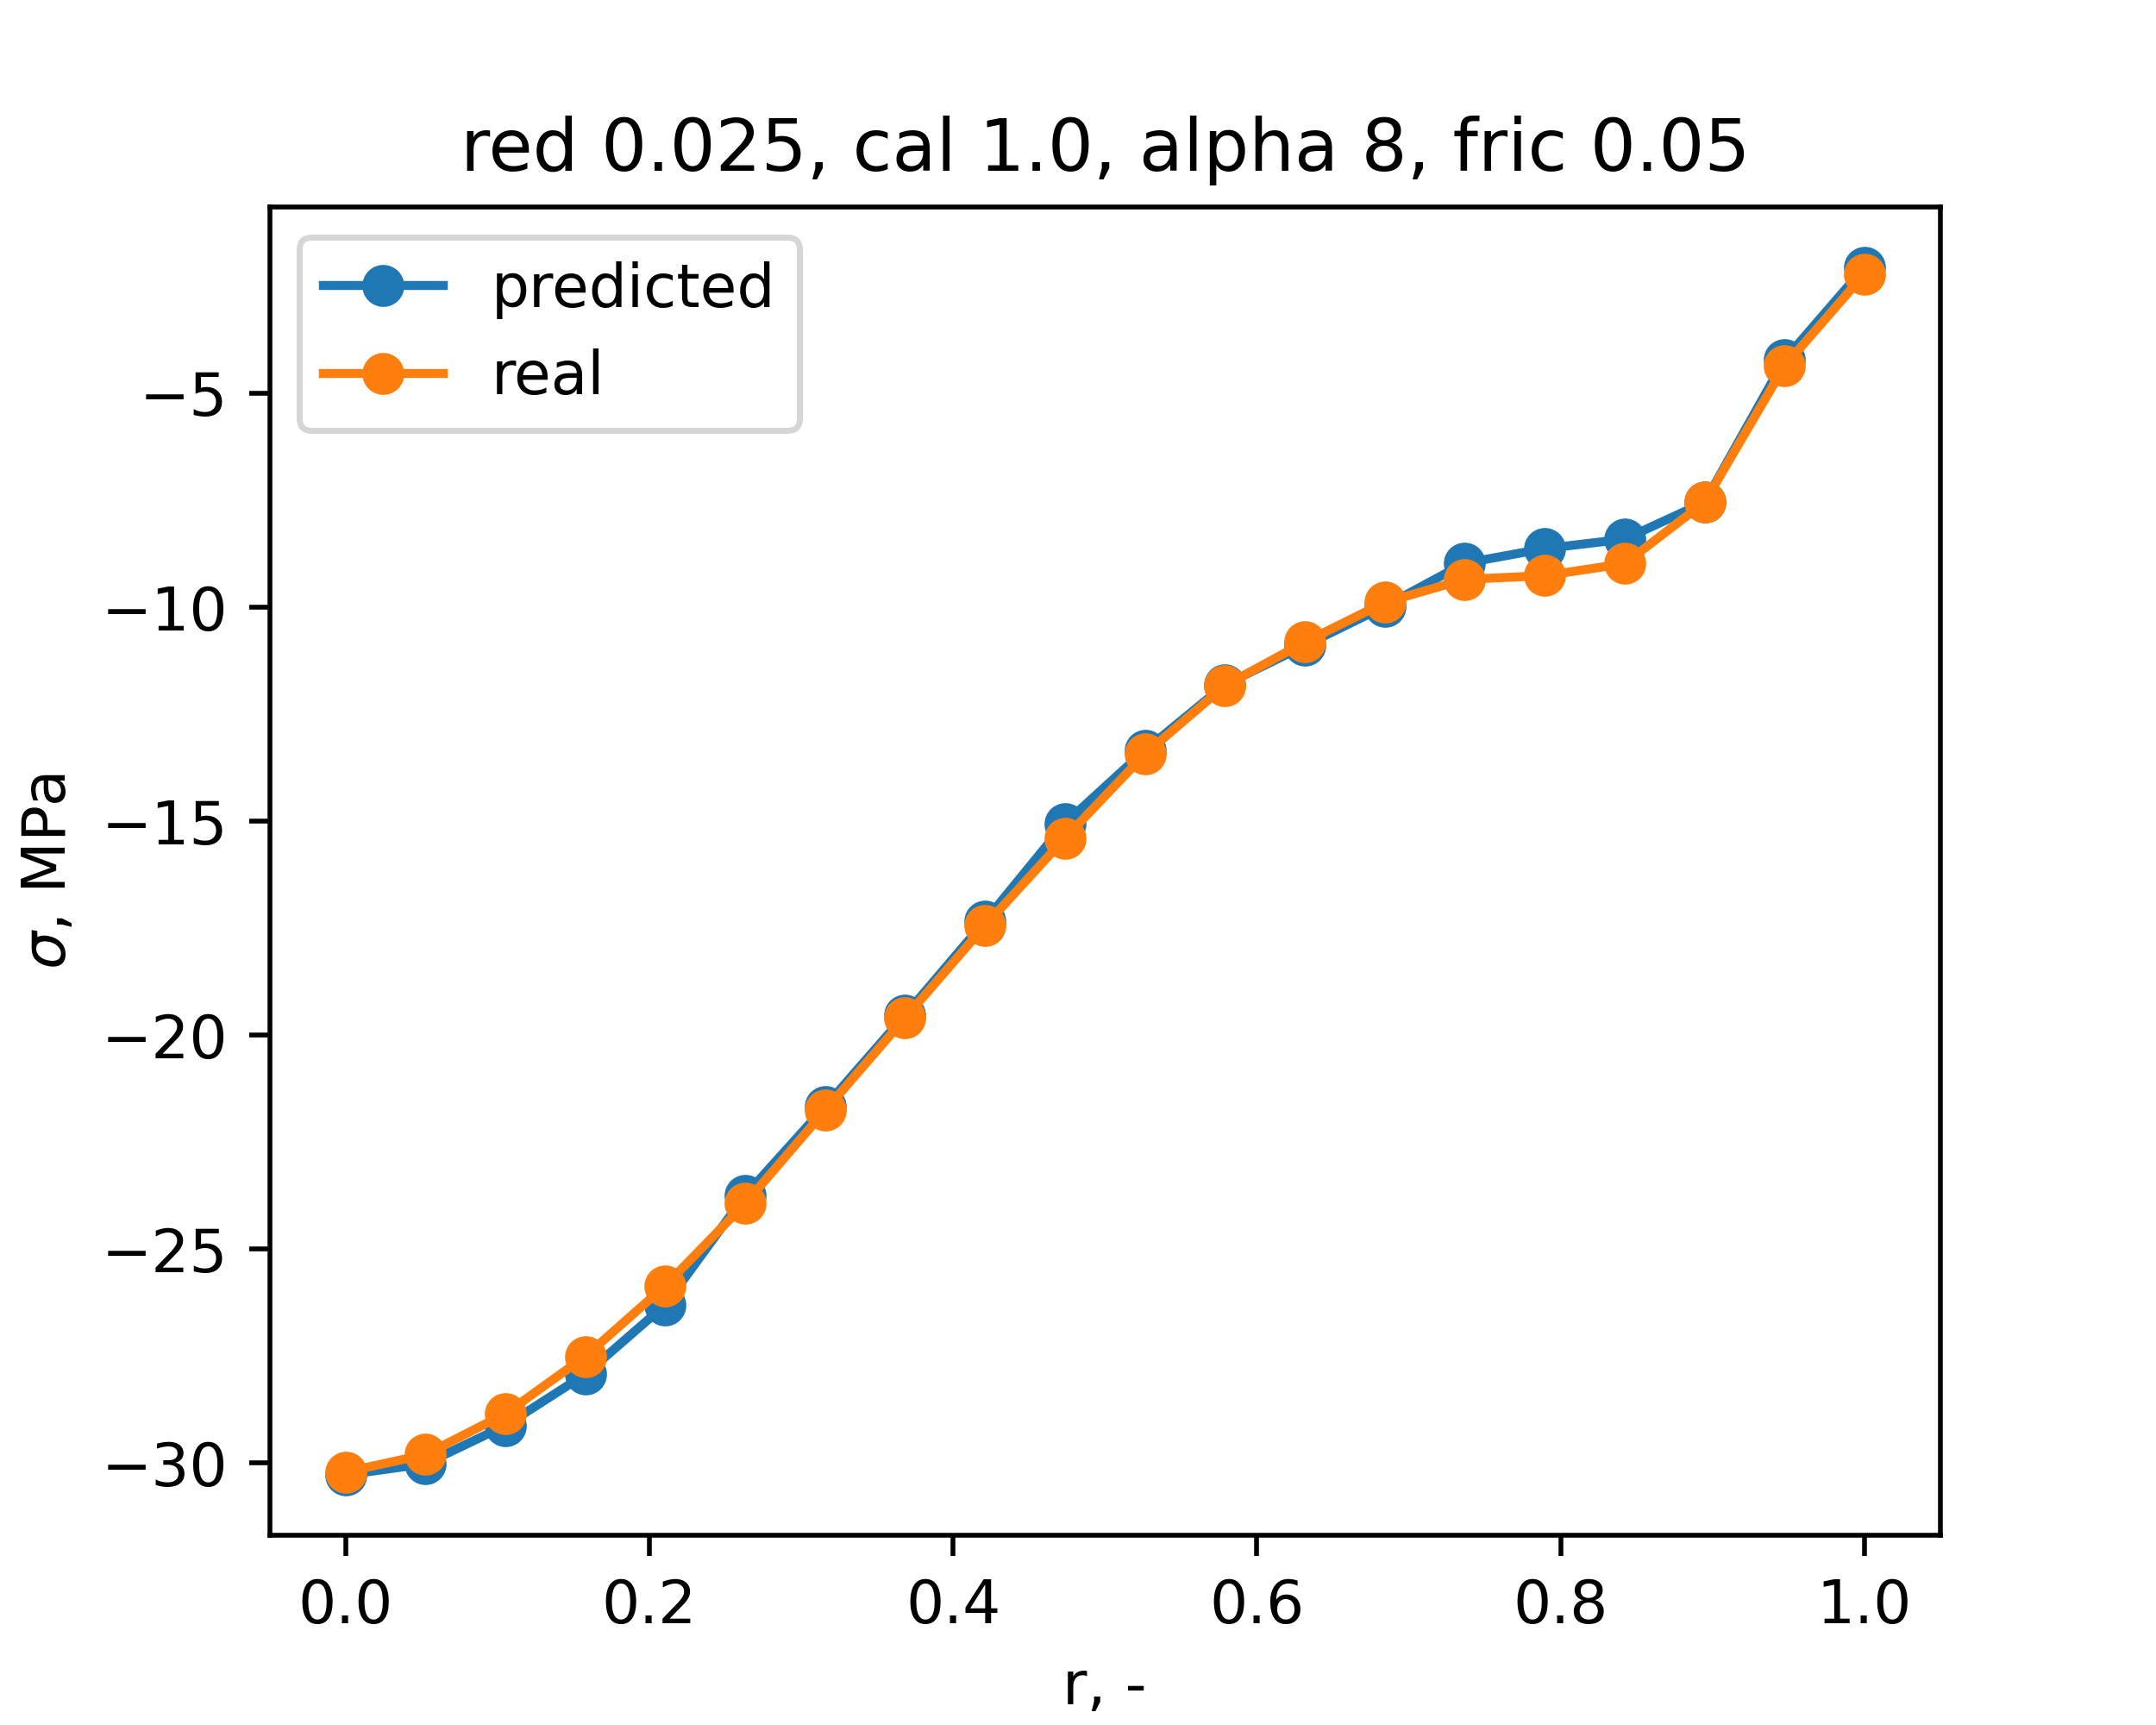 red 0.025, cal 1.0, alpha 8, fric 0.05
predicted
real
−5
−10
−15
−20
−25
−30
σ, MPa
0.0 0.2 0.4 0.6 0.8 1.0
r, -